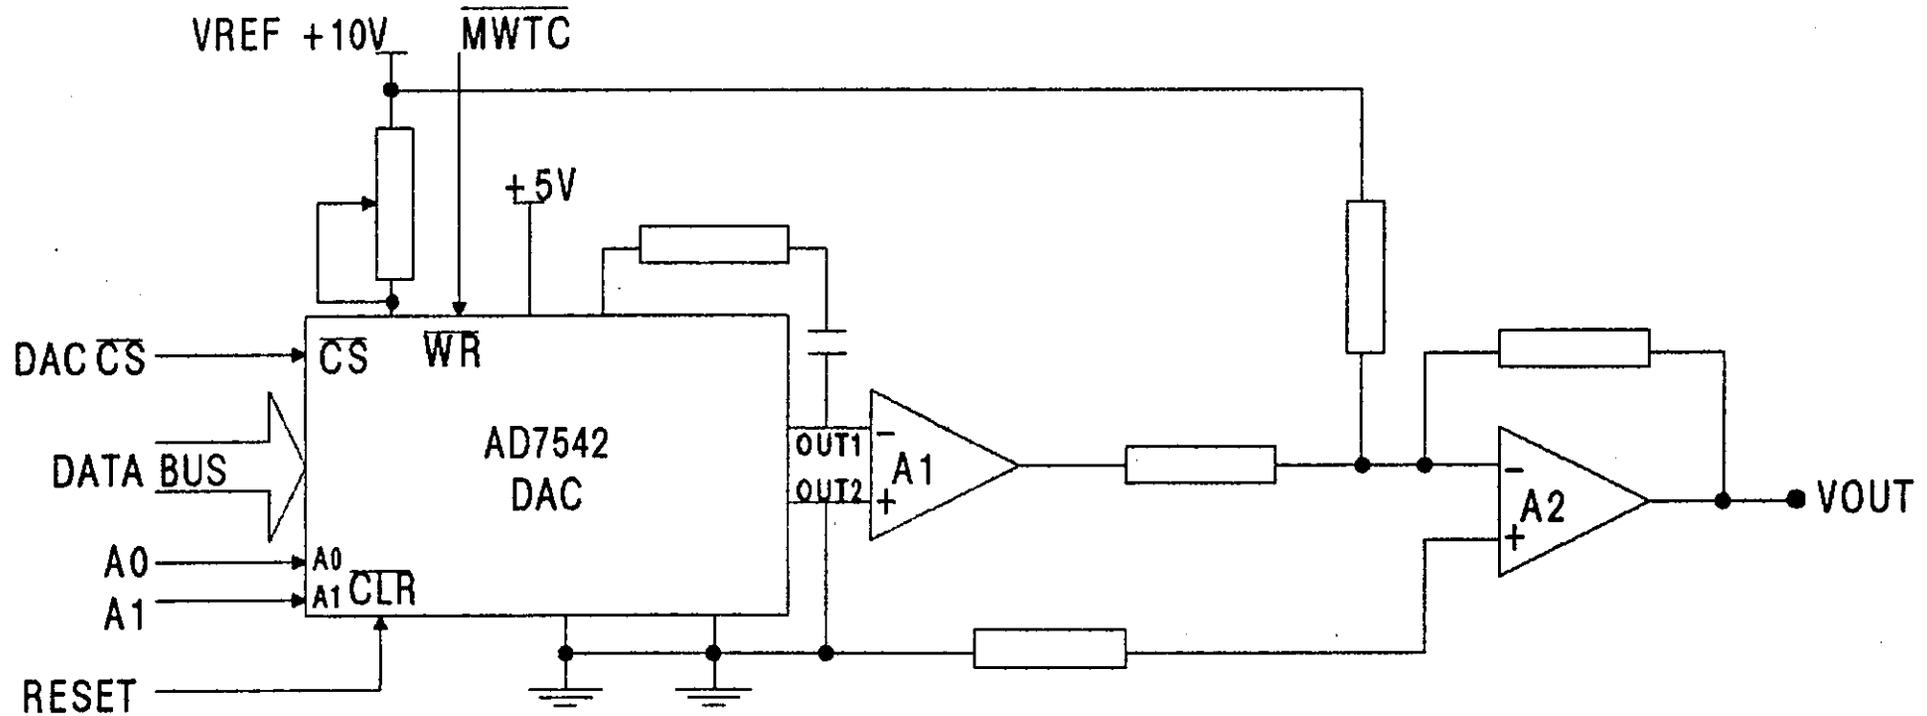 VREF +10V
MWTC
+5V
DAC CS
CS
WR
AD7542
DAC
OUT1
OUT2
-
+
A1
DATA BUS
A0
A0
A1
A1
CLR
RESET
-
+
A2
VOUT